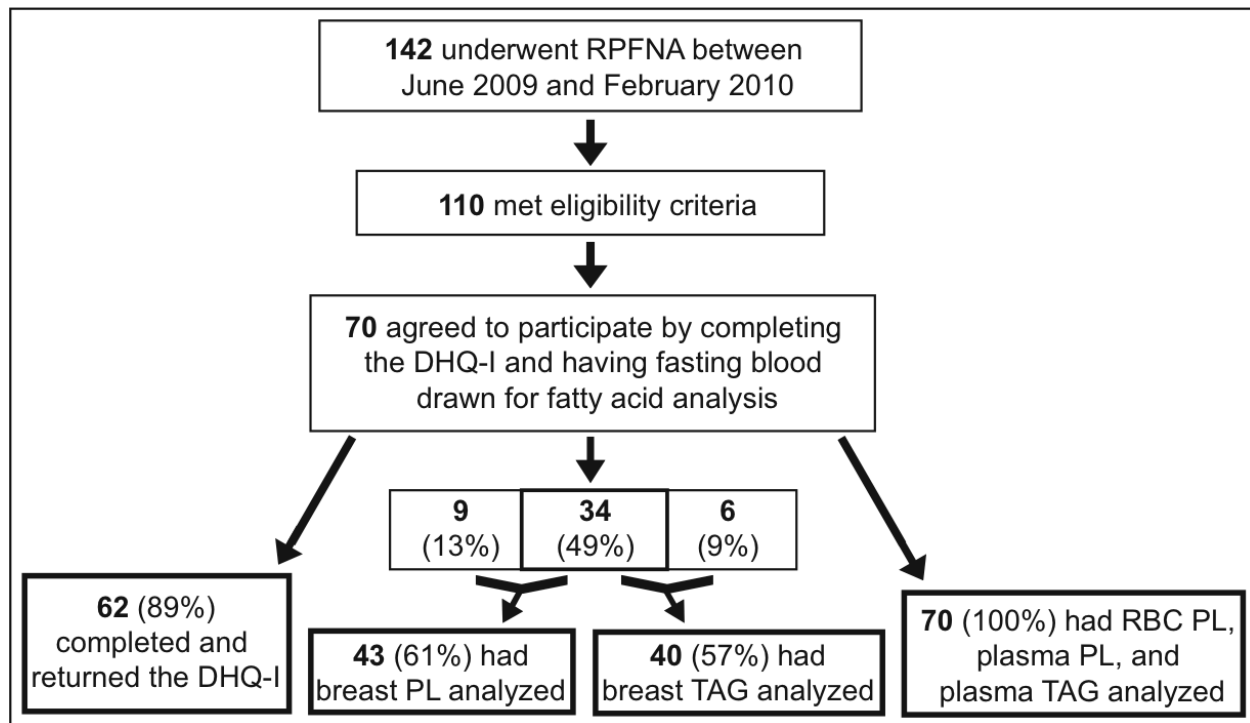 142 underwent RPFNA between
June 2009 and February 2010
110 met eligibility criteria
70 agreed to participate by completing
the DHQ-I and having fasting blood
drawn for fatty acid analysis
9
(13%)
34
(49%)
6
(9%)
62 (89%)
completed and
returned the DHQ-I
43 (61%) had
breast PL analyzed
40 (57%) had
breast TAG analyzed
70 (100%) had RBC PL,
plasma PL, and
plasma TAG analyzed